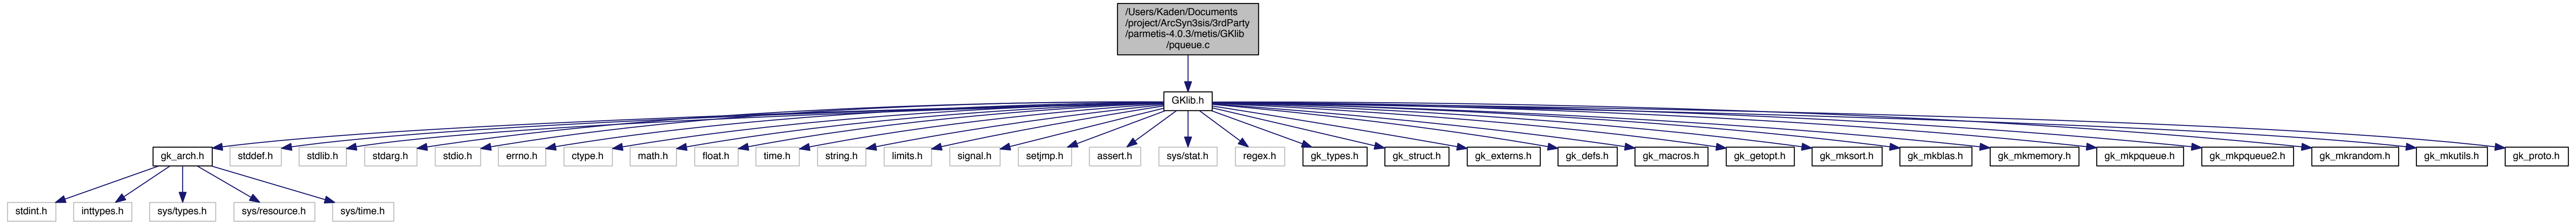 /Users/Kaden/Documents
/project/ArcSyn3sis/3rdParty
/parmetis-4.0.3/metis/GKlib
/pqueue.c
GKlib.h
gk_arch.h
stddef.h
stdlib.h
stdarg.h
stdio.h
errno.h
ctype.h
math.h
float.h
time.h
string.h
limits.h
signal.h
setjmp.h
assert.h
sys/stat.h
regex.h
gk_types.h
gk_struct.h
gk_externs.h
gk_defs.h
gk_macros.h
gk_getopt.h
gk_mksort.h
gk_mkblas.h
gk_mkmemory.h
gk_mkpqueue.h
gk_mkpqueue2.h
gk_mkrandom.h
gk_mkutils.h
gk_proto.h
stdint.h
inttypes.h
sys/types.h
sys/resource.h
sys/time.h